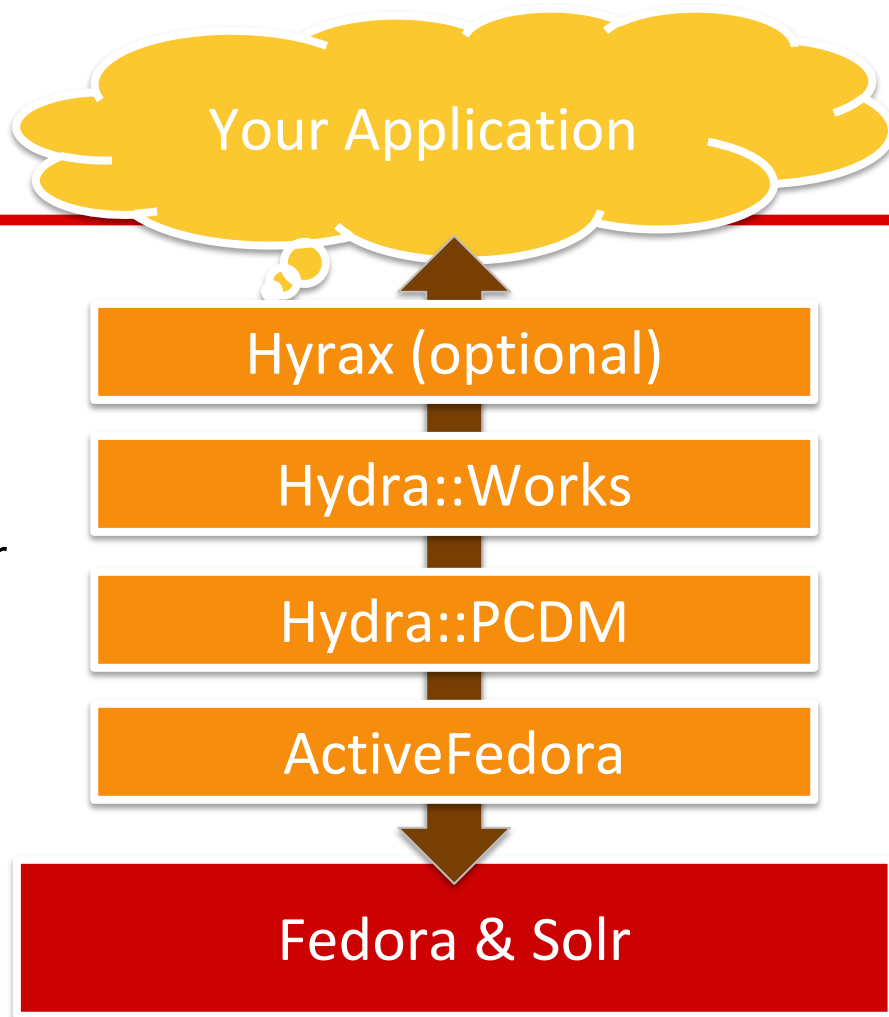 Your Application
Hyrax (optional)
Hydra::Works
Hydra::PCDM
ActiveFedora
Fedora & Solr